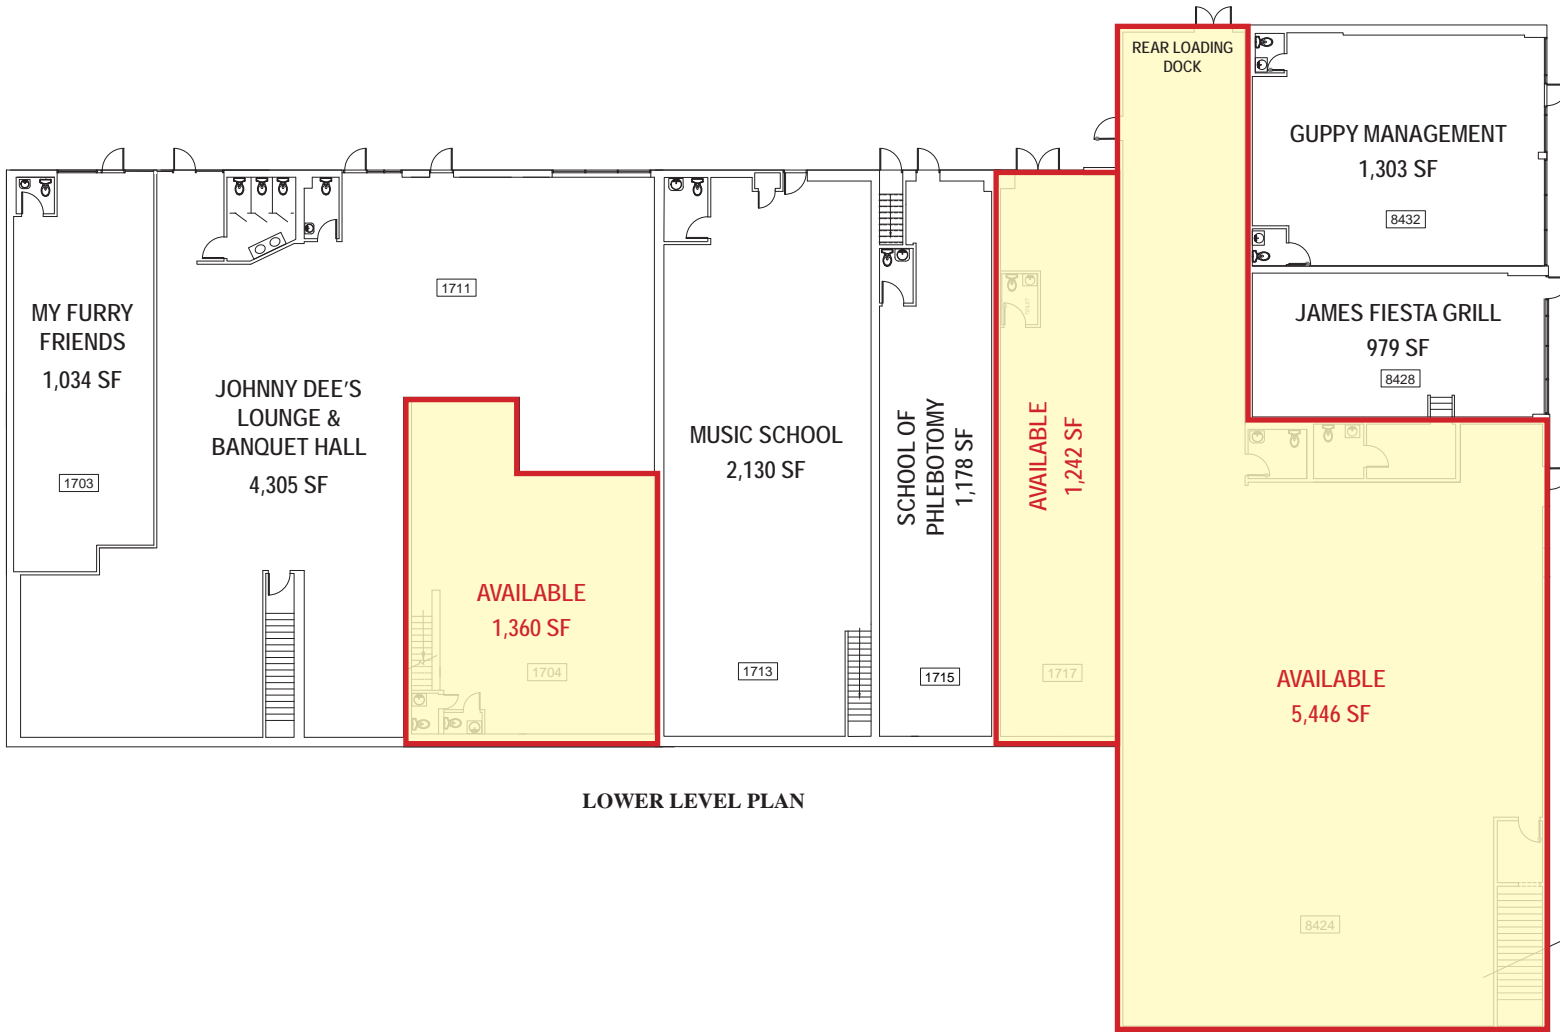 REAR LOADING
DOCK
GUPPY MANAGEMENT
1,303 SF
8432
JAMES FIESTA GRILL
979 SF
8428
MY FURRY
FRIENDS
1,034 SF
1703
1711
JOHNNY DEE'S
LOUNGE &
BANQUET HALL
4,305 SF
AVAILABLE
1,360 SF
1704
MUSIC SCHOOL
2,130 SF
1713
SCHOOL OF
PHLEBOTOMY
1,178 SF
1715
TOILET
AVAILABLE
1,242 SF
1717
AVAILABLE
5,446 SF
8424
LOWER LEVEL PLAN